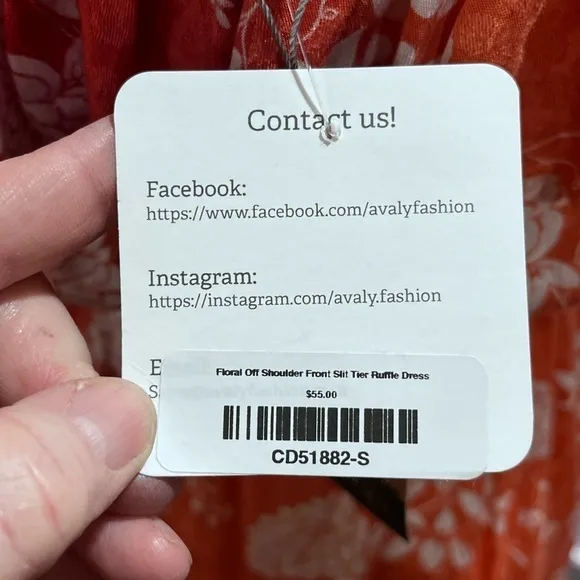 Contact us!
Facebook:
https://www.facebook.com/avalyfashion
Instagram:
https://instagram.com/avaly.fashion
Floral Off Shoulder Front Slit Tier Ruffle Dress
$55.00
CD51882-S